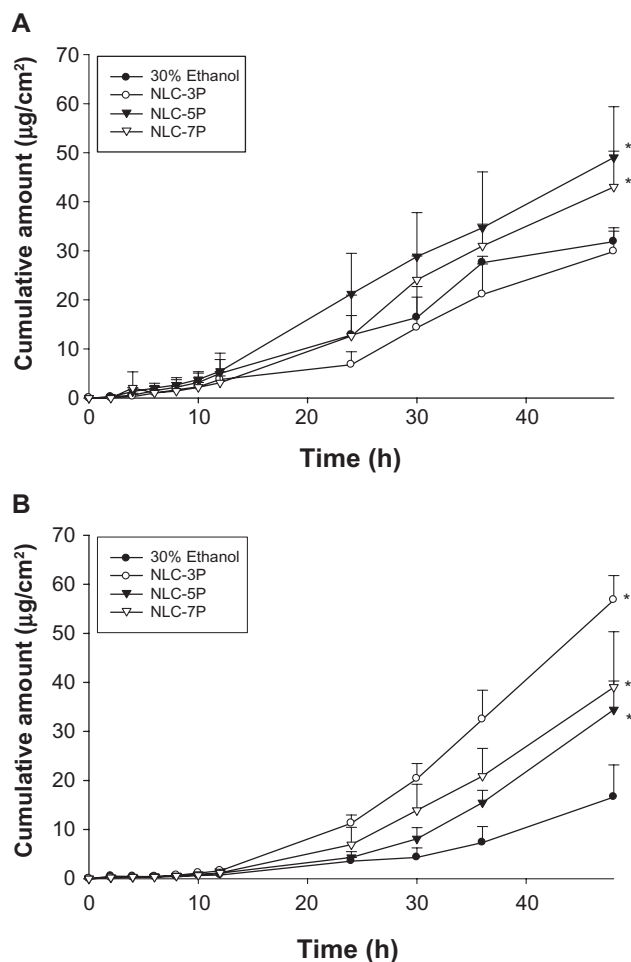 A
70
60
50
40
30
20
10
0
Cumulative amount (µg/cm²)
30% Ethanol
NLC-3P
NLC-5P
NLC-7P
*
*
0 20 30 40
10
Time (h)
B
70
60
50
40
30
20
10
0
Cumulative amount (µg/cm²)
30% Ethanol
NLC-3P
NLC-5P
NLC-7P
*
*
*
0 10 20 30 40
Time (h)